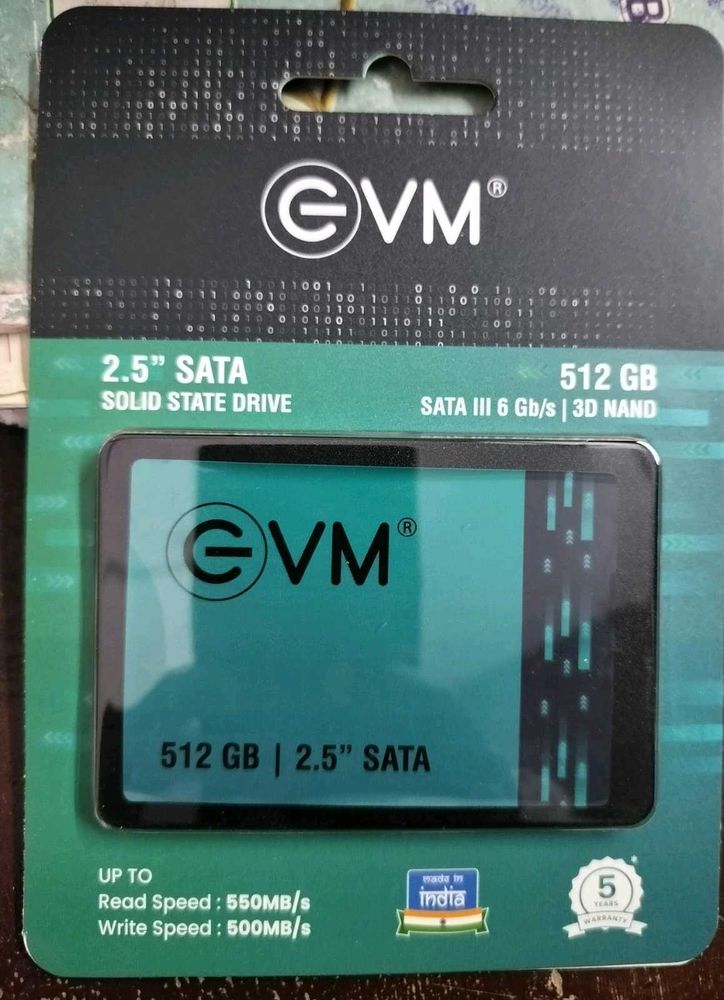 EVM®
2.5” SATA
SOLID STATE DRIVE
512 GB
SATA III 6 Gb/s | 3D NAND
EVM®
512 GB | 2.5” SATA
UP TO
Read Speed : 550MB/s
Write Speed : 500MB/s
made in
india
5
YEARS
WARRANTY
*
B